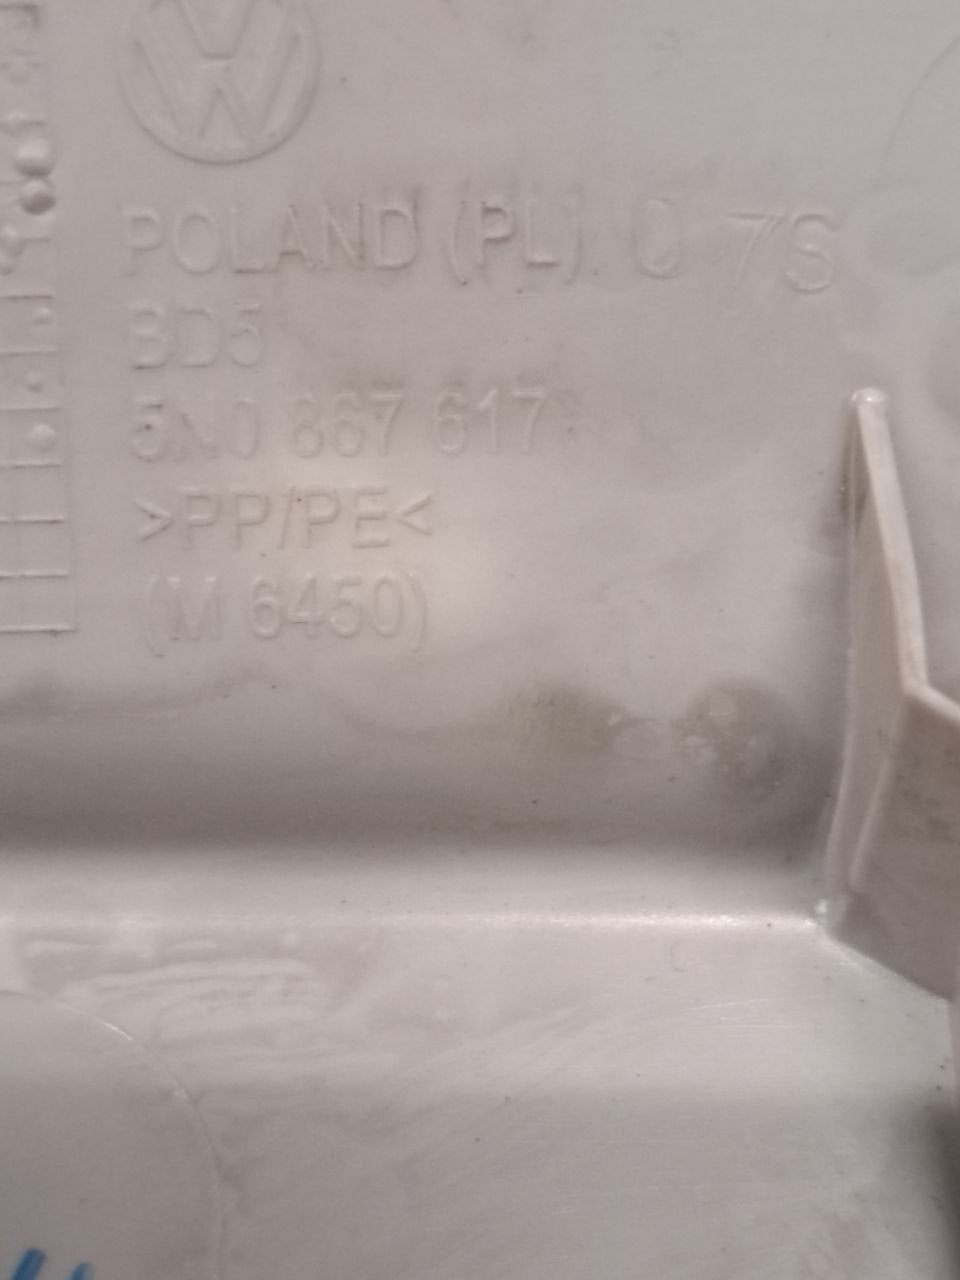 POLAND (PL) 0 7S
BD5
5N0 867 617
>PP/PE<
(M 6450)